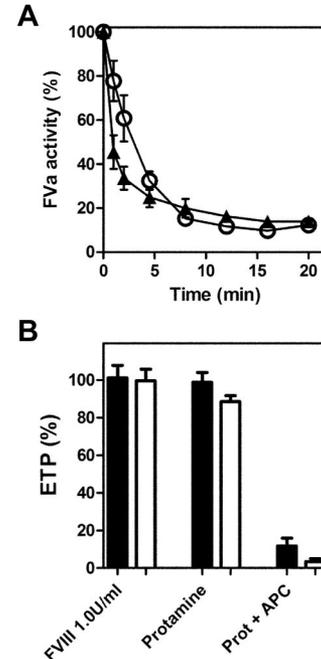 A
100
80
60
40
20
0
FVa activity (%)
0 5 10 15 20
Time (min)
B
100
80
60
40
20
0
ETP (%)
FVIII 1.0U/ml
Protamine
Prot + APC